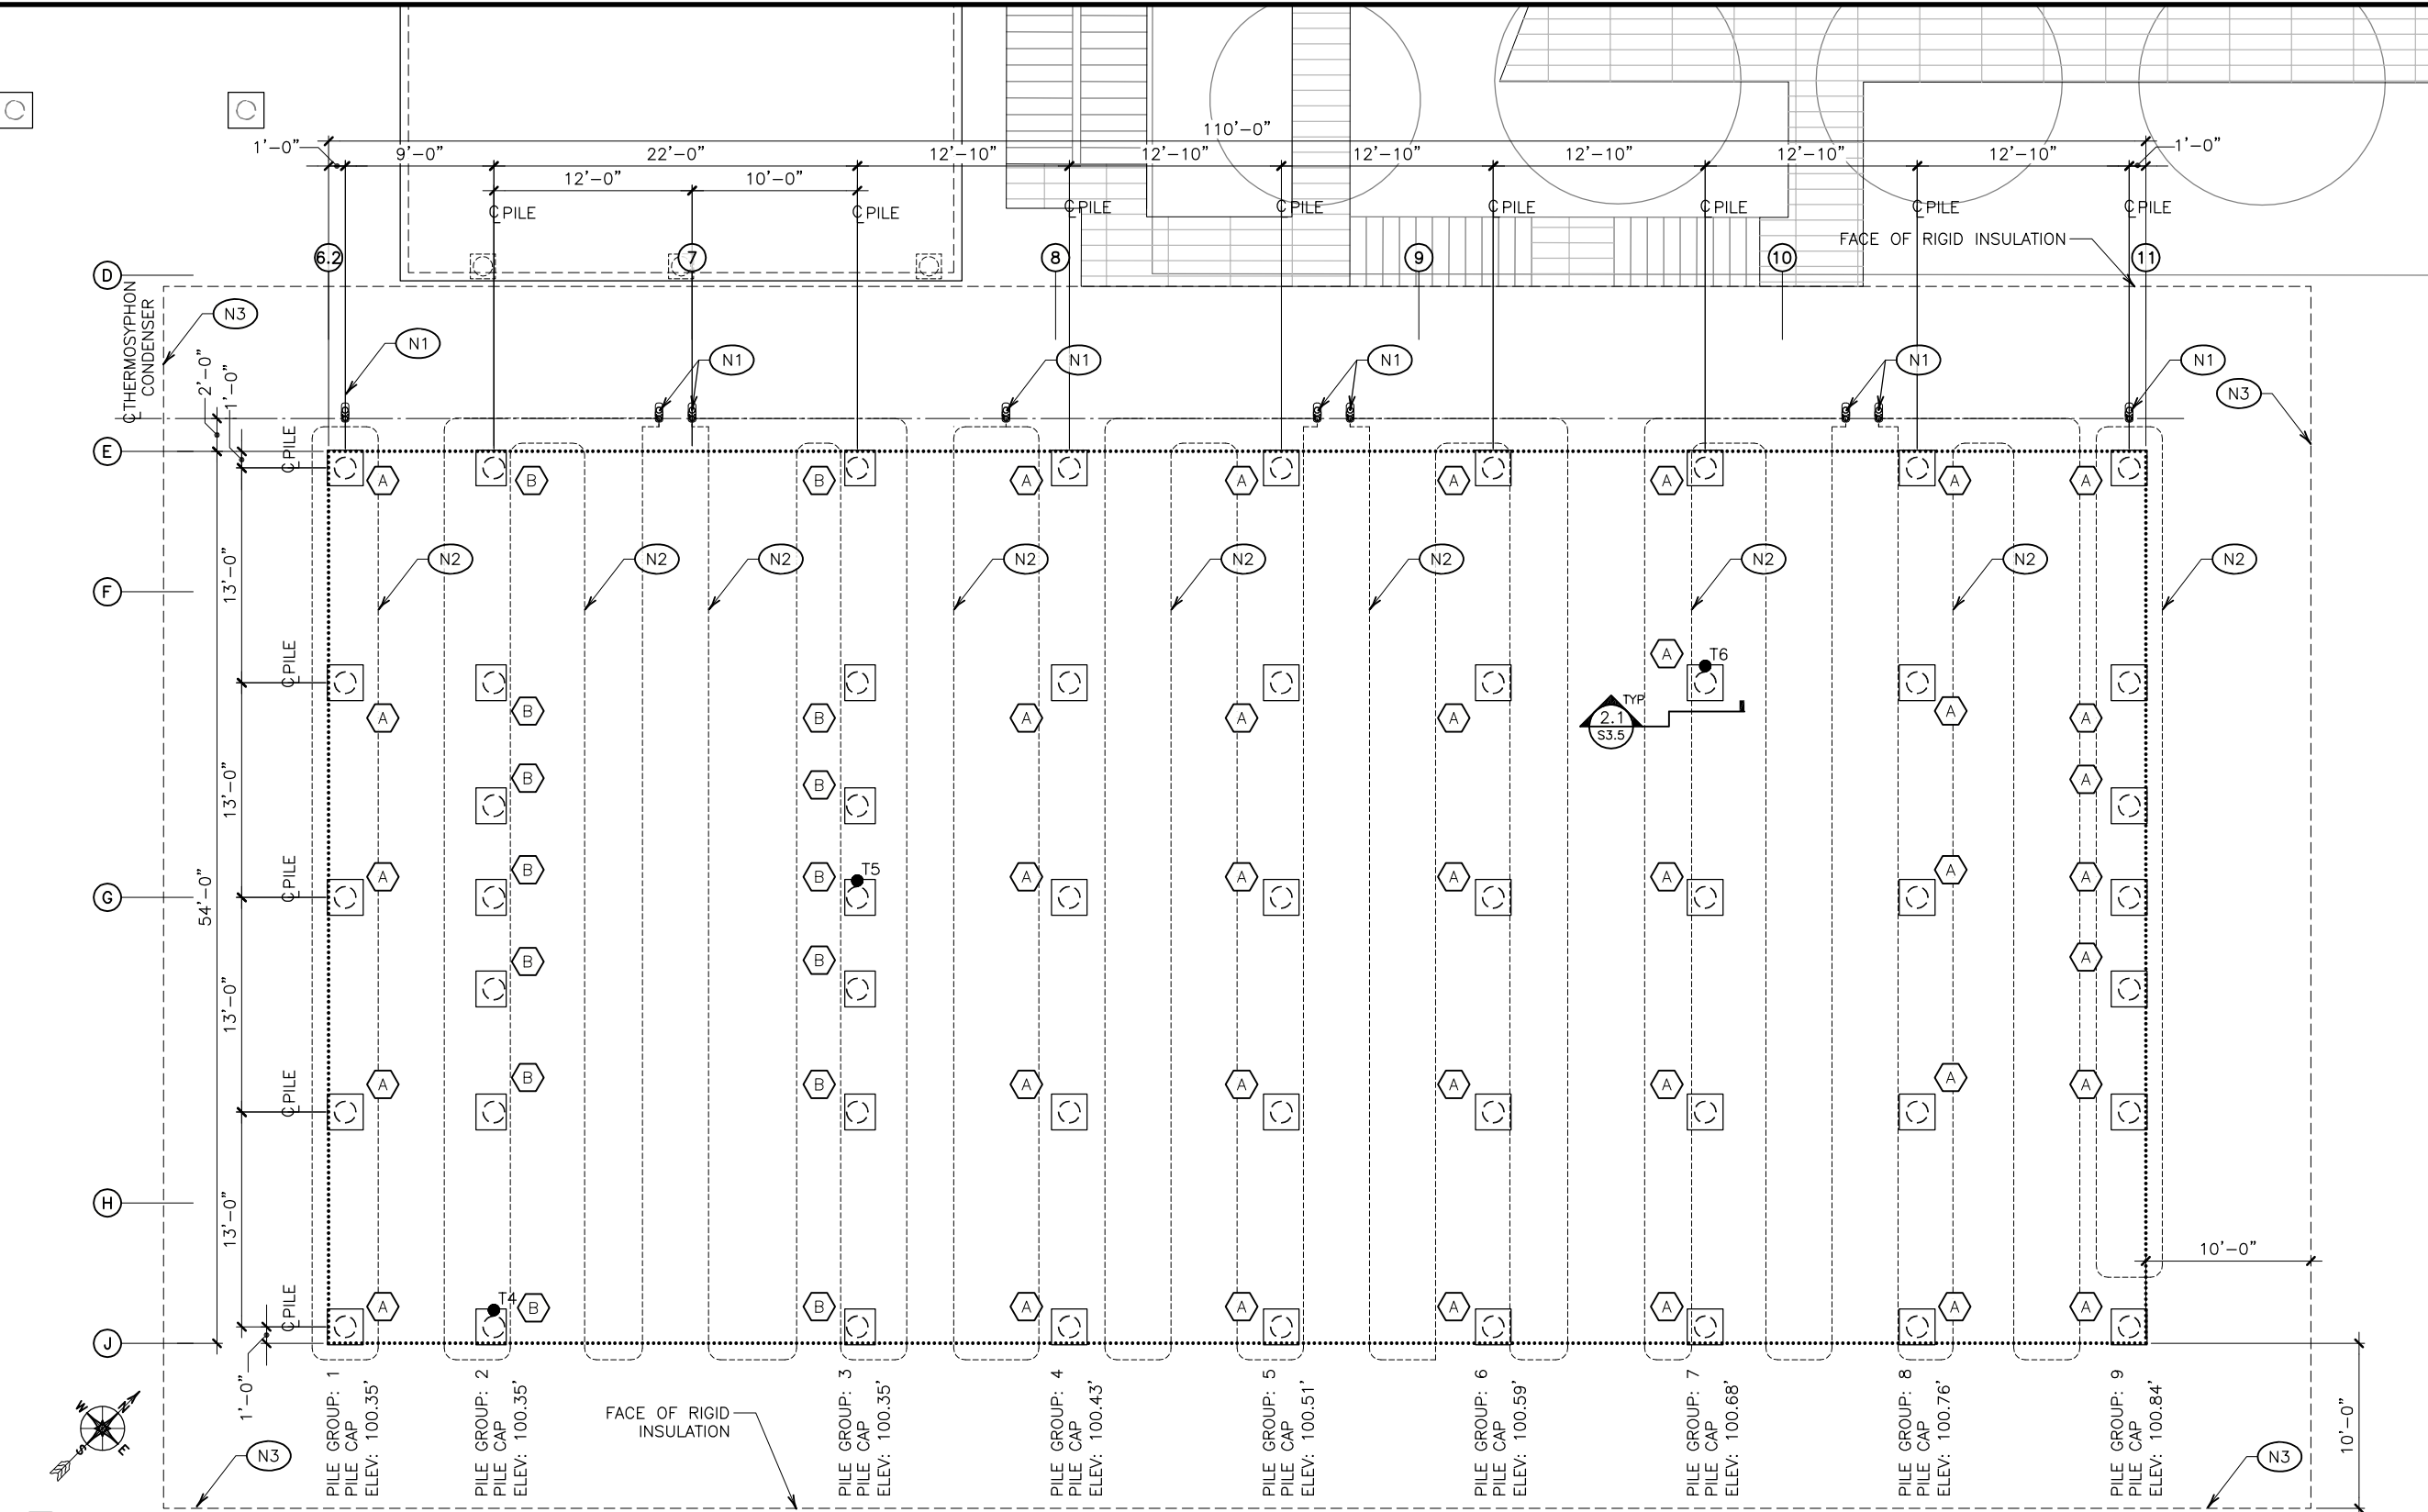 110'-0"
1'-0"
9'-0"
22'-0"
12'-10"
12'-10"
12'-10"
12'-10"
12'-10"
12'-10"
1'-0"
12'-0"
10'-0"
℄ PILE
℄ PILE
℄ PILE
℄ PILE
℄ PILE
℄ PILE
℄ PILE
℄ PILE
FACE OF RIGID INSULATION
6.2
7
8
9
10
11
D
℄ THERMOSYPHON
CONDENSER
N3
N1
N1
N1
N1
N1
N1
N3
2'-0"
1'-0"
E
℄ PILE
A
B
B
A
A
A
A
A
A
N2
N2
N2
N2
N2
N2
N2
N2
N2
13'-0"
F
℄ PILE
A
T6
A
B
B
A
A
A
A
A
TYP
2.1
S3.5
13'-0"
B
B
A
℄ PILE
G
54'-0"
A
B
B
T5
A
A
A
A
A
A
13'-0"
B
B
A
℄ PILE
A
B
B
A
A
A
A
A
A
H
13'-0"
10'-0"
℄ PILE
A
T4
B
B
A
A
A
A
A
A
J
1'-0"
PILE GROUP: 1
PILE CAP
ELEV: 100.35'
PILE GROUP: 2
PILE CAP
ELEV: 100.35'
PILE GROUP: 3
PILE CAP
ELEV: 100.35'
PILE GROUP: 4
PILE CAP
ELEV: 100.43'
PILE GROUP: 5
PILE CAP
ELEV: 100.51'
PILE GROUP: 6
PILE CAP
ELEV: 100.59'
PILE GROUP: 7
PILE CAP
ELEV: 100.68'
PILE GROUP: 8
PILE CAP
ELEV: 100.76'
PILE GROUP: 9
PILE CAP
ELEV: 100.84'
10'-0"
FACE OF RIGID
INSULATION
W
N
S
E
N3
N3